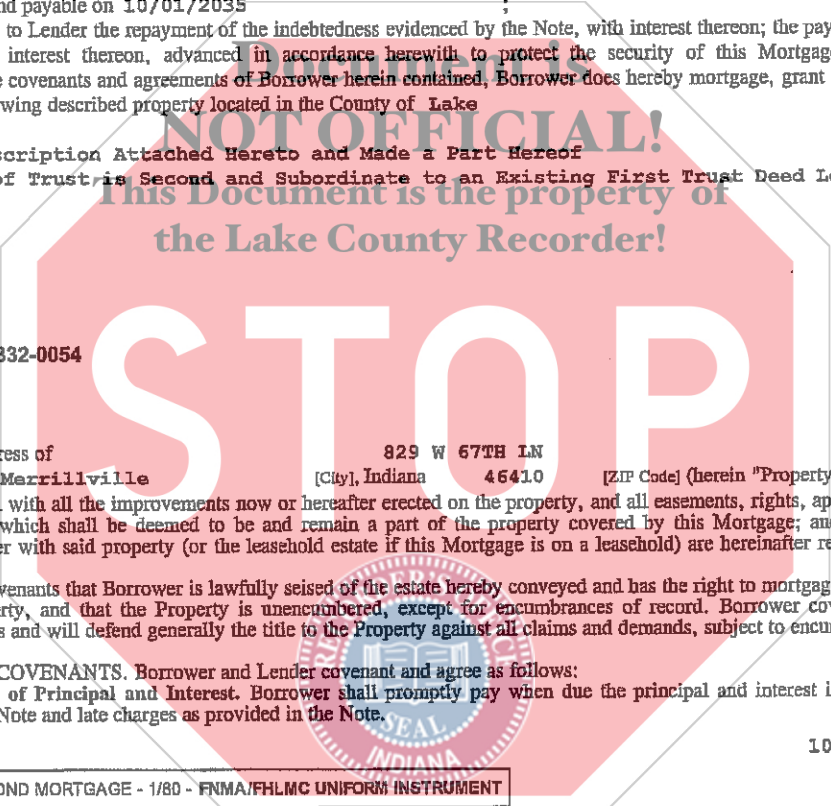 nd payable on 10/01/2035 ;
to Lender the repayment of the indebtedness evidenced by the Note, with interest thereon; the pay
interest thereon, advanced in accordance herewith to protect the security of this Mortgag
e covenants and agreements of Borrower herein contained, Borrower does hereby mortgage, grant
wing described property located in the County of Lake
Document is
NOT OFFICIAL!
scription Attached Hereto and Made a Part Hereof
of Trust is Second and Subordinate to an Existing First Trust Deed Lo
This Document is the property of
the Lake County Recorder!
STOP
332-0054
ress of 829 W 67TH LN
Merrillville [City], Indiana 46410 [ZIP Code] (herein "Property
with all the improvements now or hereafter erected on the property, and all easements, rights, ap
which shall be deemed to be and remain a part of the property covered by this Mortgage; an
er with said property (or the leasehold estate if this Mortgage is on a leasehold) are hereinafter re
venants that Borrower is lawfully seised of the estate hereby conveyed and has the right to mortgag
rty, and that the Property is unencumbered, except for encumbrances of record. Borrower cov
s and will defend generally the title to the Property against all claims and demands, subject to encu
COVENANTS. Borrower and Lender covenant and agree as follows:
of Principal and Interest. Borrower shall promptly pay when due the principal and interest i
Note and late charges as provided in the Note.
SEAL
INDIANA
10
OND MORTGAGE - 1/80 - FNMA/FHLMC UNIFORM INSTRUMENT